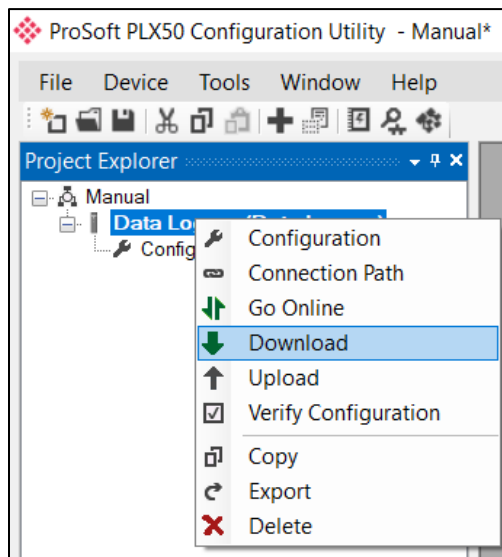 ProSoft PLX50 Configuration Utility - Manual*
File Device Tools Window Help
Project Explorer
Manual
Data
Configuration
Connection Path
Go Online
Download
Upload
Verify Configuration
Copy
Export
Delete